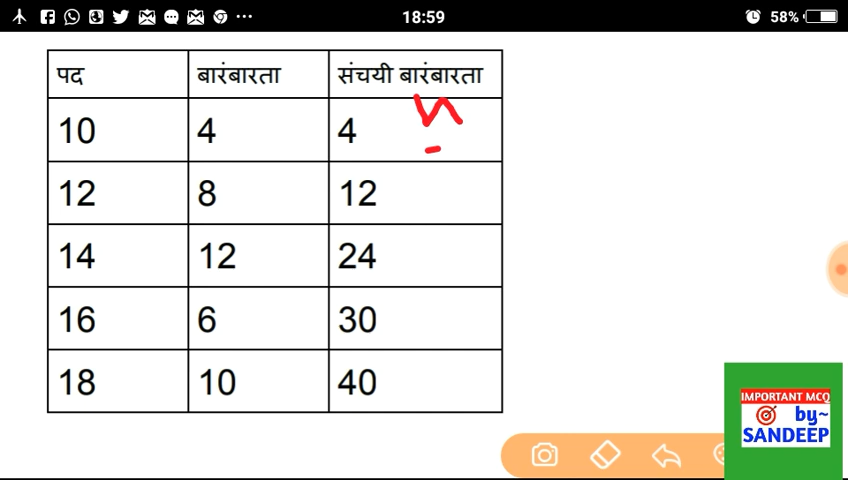 18:59
58%
पद बारंबारता संचयी बारंबारता
10 4 4
12 8 12
14 12 24
16 6 30
18 10 40
IMPORTANT MCQ
by~
SANDEEP